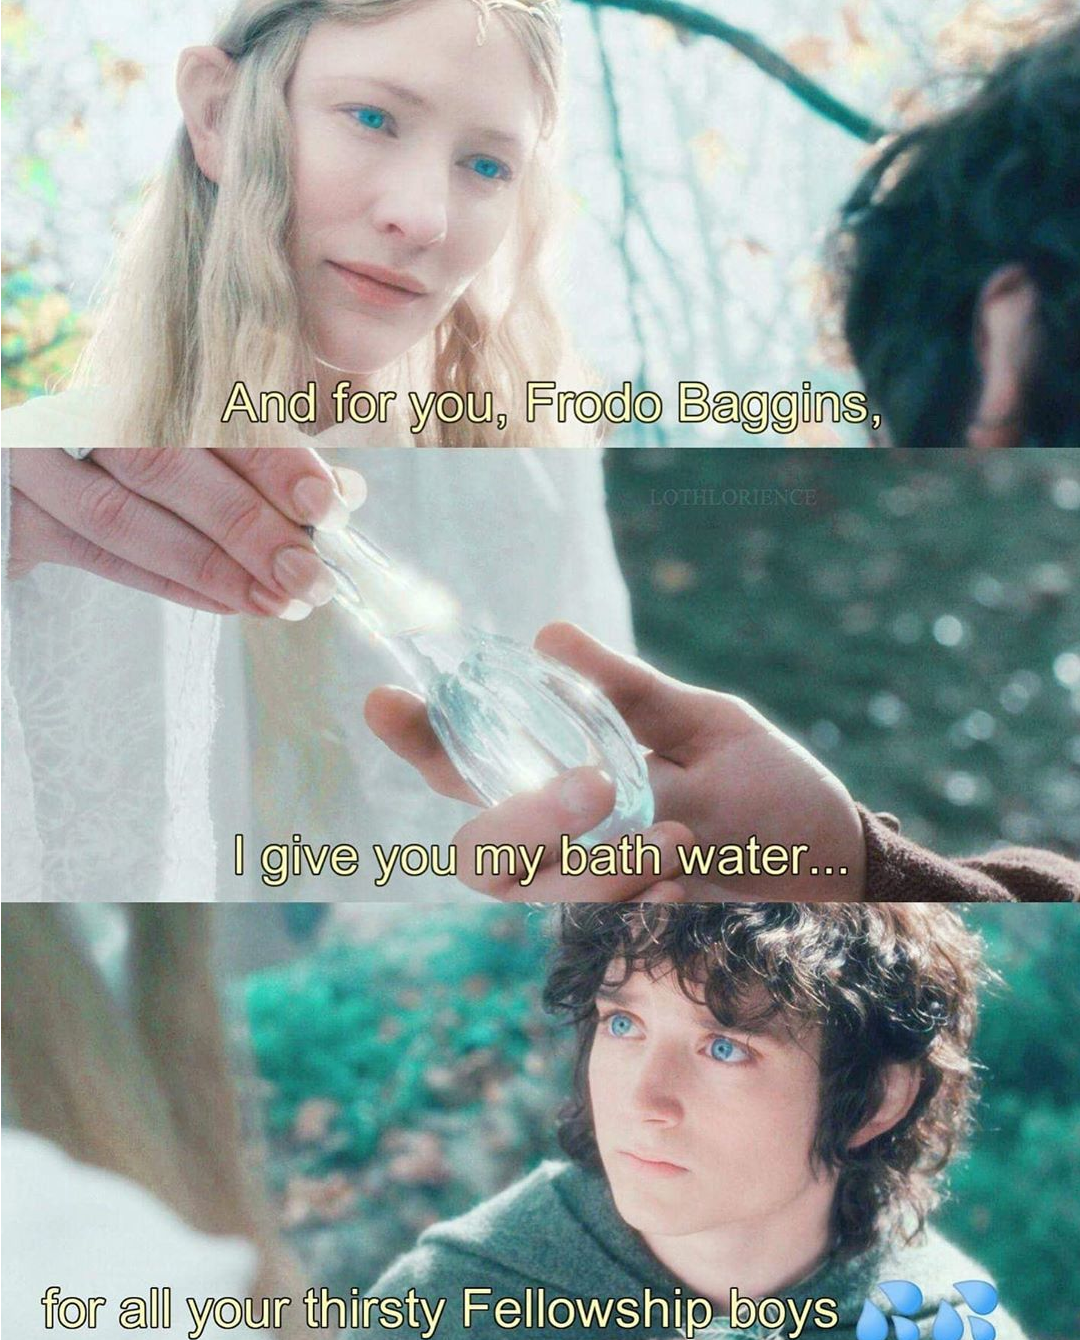 And for you, Frodo Baggins,
LOTHLORIENCE
I give you my bath water...
for all your thirsty Fellowship boys 💦💦